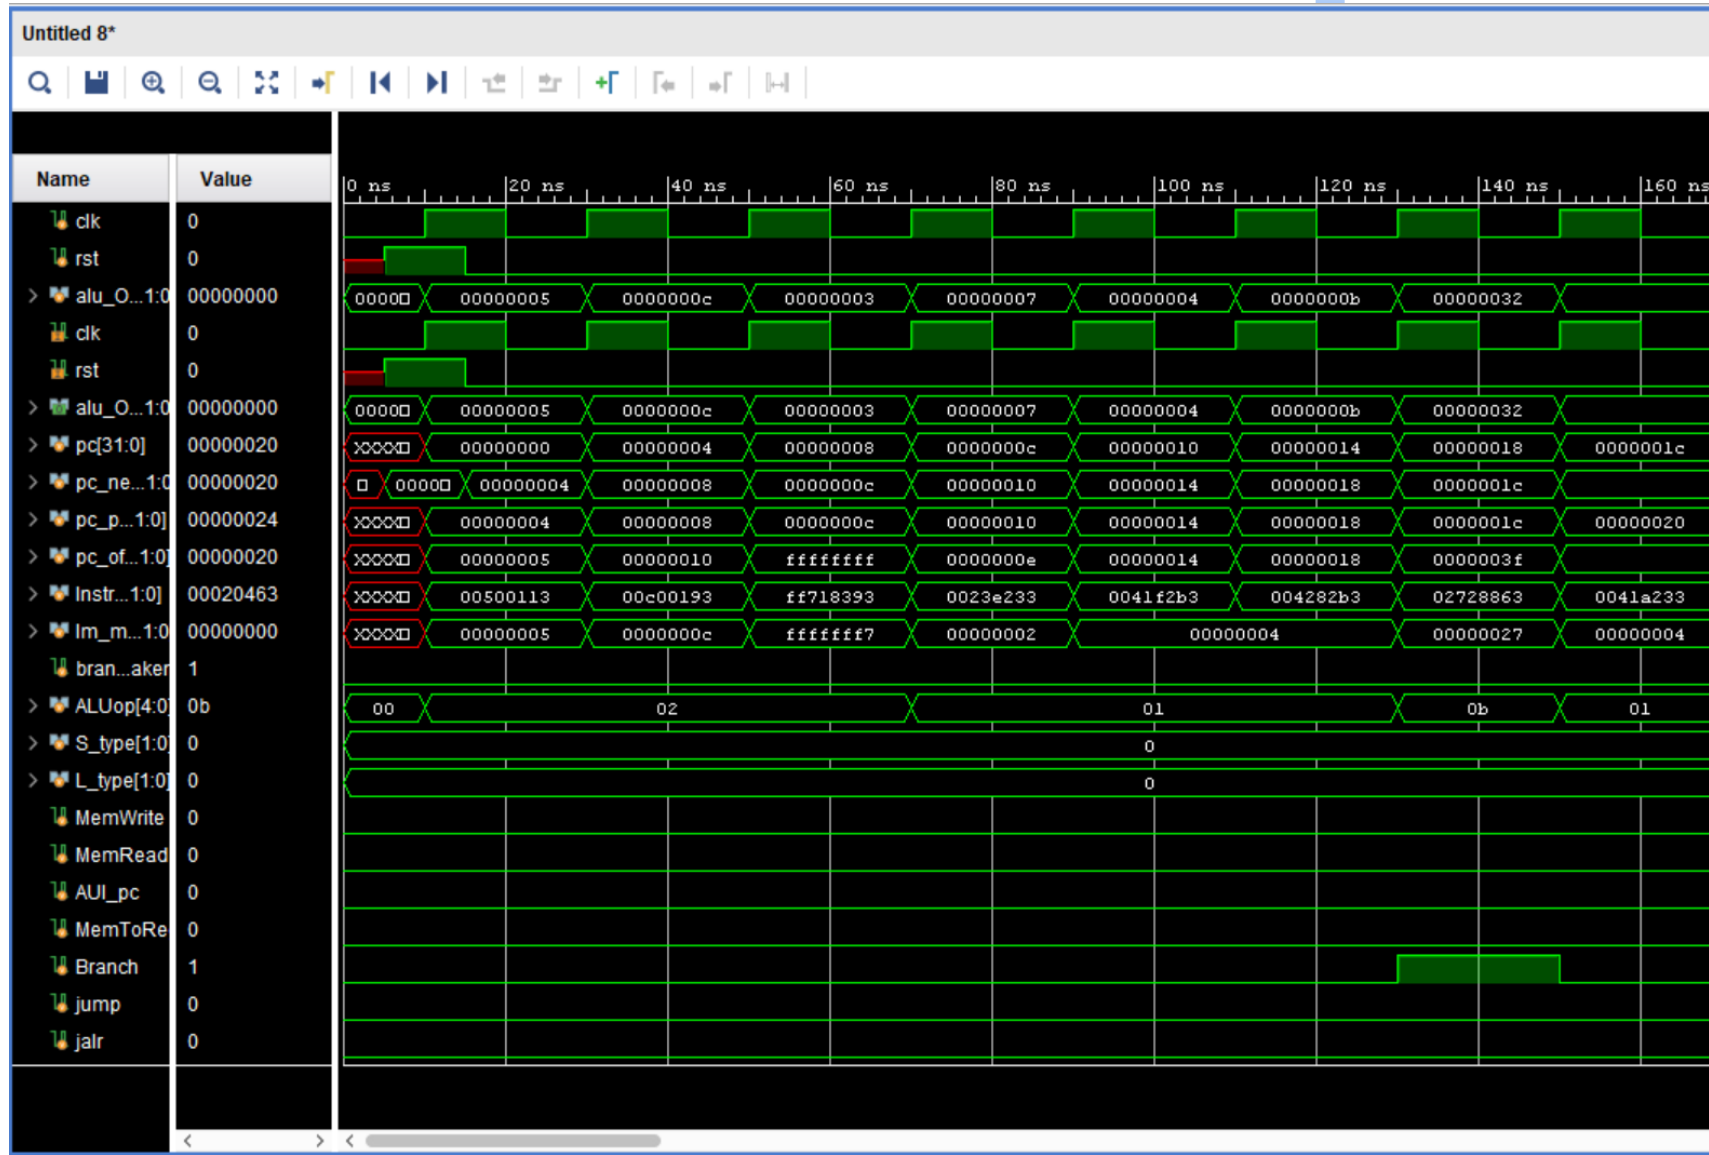 Untitled 8*
Name Value 0 ns 20 ns 40 ns 60 ns 80 ns 100 ns 120 ns 140 ns 160 ns
clk 0
rst 0
alu_O...1:0 00000000 0000 00000005 0000000c 00000003 00000007 00000004 0000000b 00000032
clk 0
rst 0
alu_O...1:0 00000000 0000 00000005 0000000c 00000003 00000007 00000004 0000000b 00000032
pc[31:0] 00000020 XXXX 00000000 00000004 00000008 0000000c 00000010 00000014 00000018 0000001c
pc_ne...1:0 00000020 0000 00000004 00000008 0000000c 00000010 00000014 00000018 0000001c
pc_p...1:0] 00000024 XXXX 00000004 00000008 0000000c 00000010 00000014 00000018 0000001c 00000020
pc_of...1:0] 00000020 XXXX 00000005 00000010 ffffffff 0000000e 00000014 00000018 0000003f
Instr...1:0] 00020463 XXXX 00500113 00c00193 ff718393 0023e233 0041f2b3 004282b3 02728863 0041a233
Im_m...1:0 00000000 XXXX 00000005 0000000c fffffff7 00000002 00000004 00000027 00000004
bran...aker 1
ALUop[4:0] 0b 00 02 01 0b 01
S_type[1:0] 0 0
L_type[1:0] 0 0
MemWrite 0
MemRead 0
AUI_pc 0
MemToRe 0
Branch 1
jump 0
jalr 0